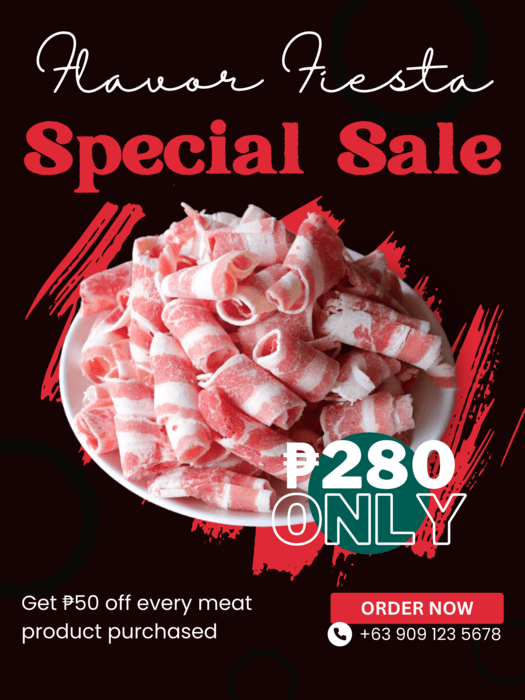 Flavor Fiesta
Special Sale
₱280
ONLY
Get ₱50 off every meat
product purchased
ORDER NOW
+63 909 123 5678